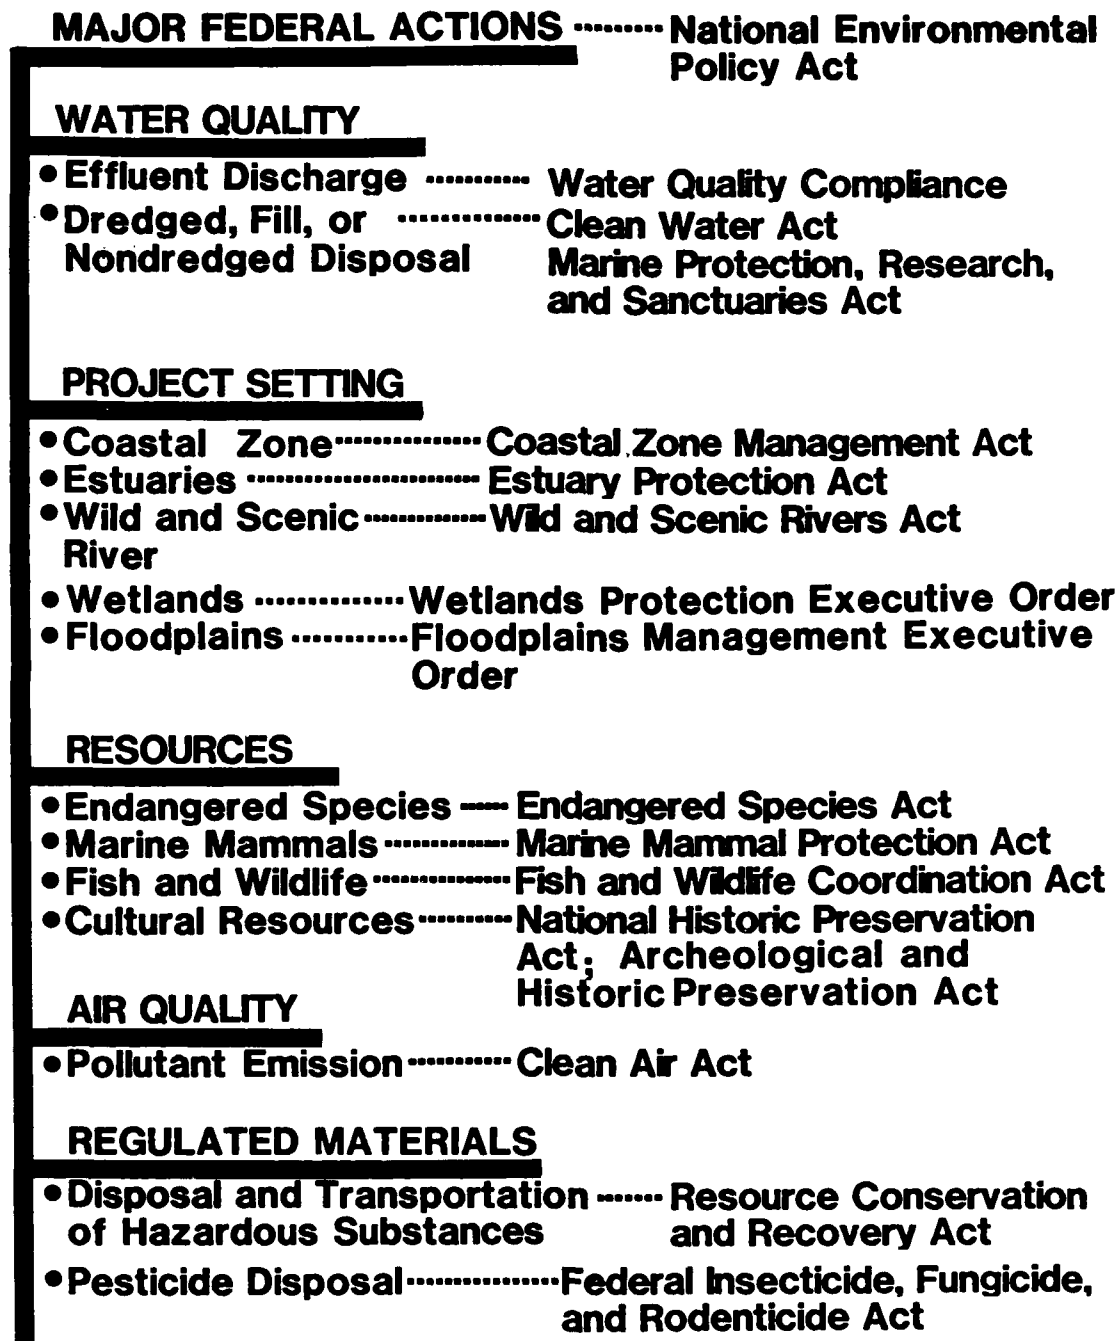 MAJOR FEDERAL ACTIONS ········· National Environmental
Policy Act
WATER QUALITY
• Effluent Discharge ··········· Water Quality Compliance
• Dredged, Fill, or ··············· Clean Water Act
Nondredged Disposal Marine Protection, Research,
and Sanctuaries Act
PROJECT SETTING
• Coastal Zone ··············· Coastal Zone Management Act
• Estuaries ························ Estuary Protection Act
• Wild and Scenic ············· Wild and Scenic Rivers Act
River
• Wetlands ··············· Wetlands Protection Executive Order
• Floodplains ··········· Floodplains Management Executive
Order
RESOURCES
• Endangered Species ····· Endangered Species Act
• Marine Mammals ············· Marine Mammal Protection Act
• Fish and Wildlife ·············· Fish and Wildlife Coordination Act
• Cultural Resources ·········· National Historic Preservation
Act; Archeological and
Historic Preservation Act
AIR QUALITY
• Pollutant Emission ··········· Clean Air Act
REGULATED MATERIALS
• Disposal and Transportation ······· Resource Conservation
of Hazardous Substances and Recovery Act
• Pesticide Disposal ················ Federal Insecticide, Fungicide,
and Rodenticide Act